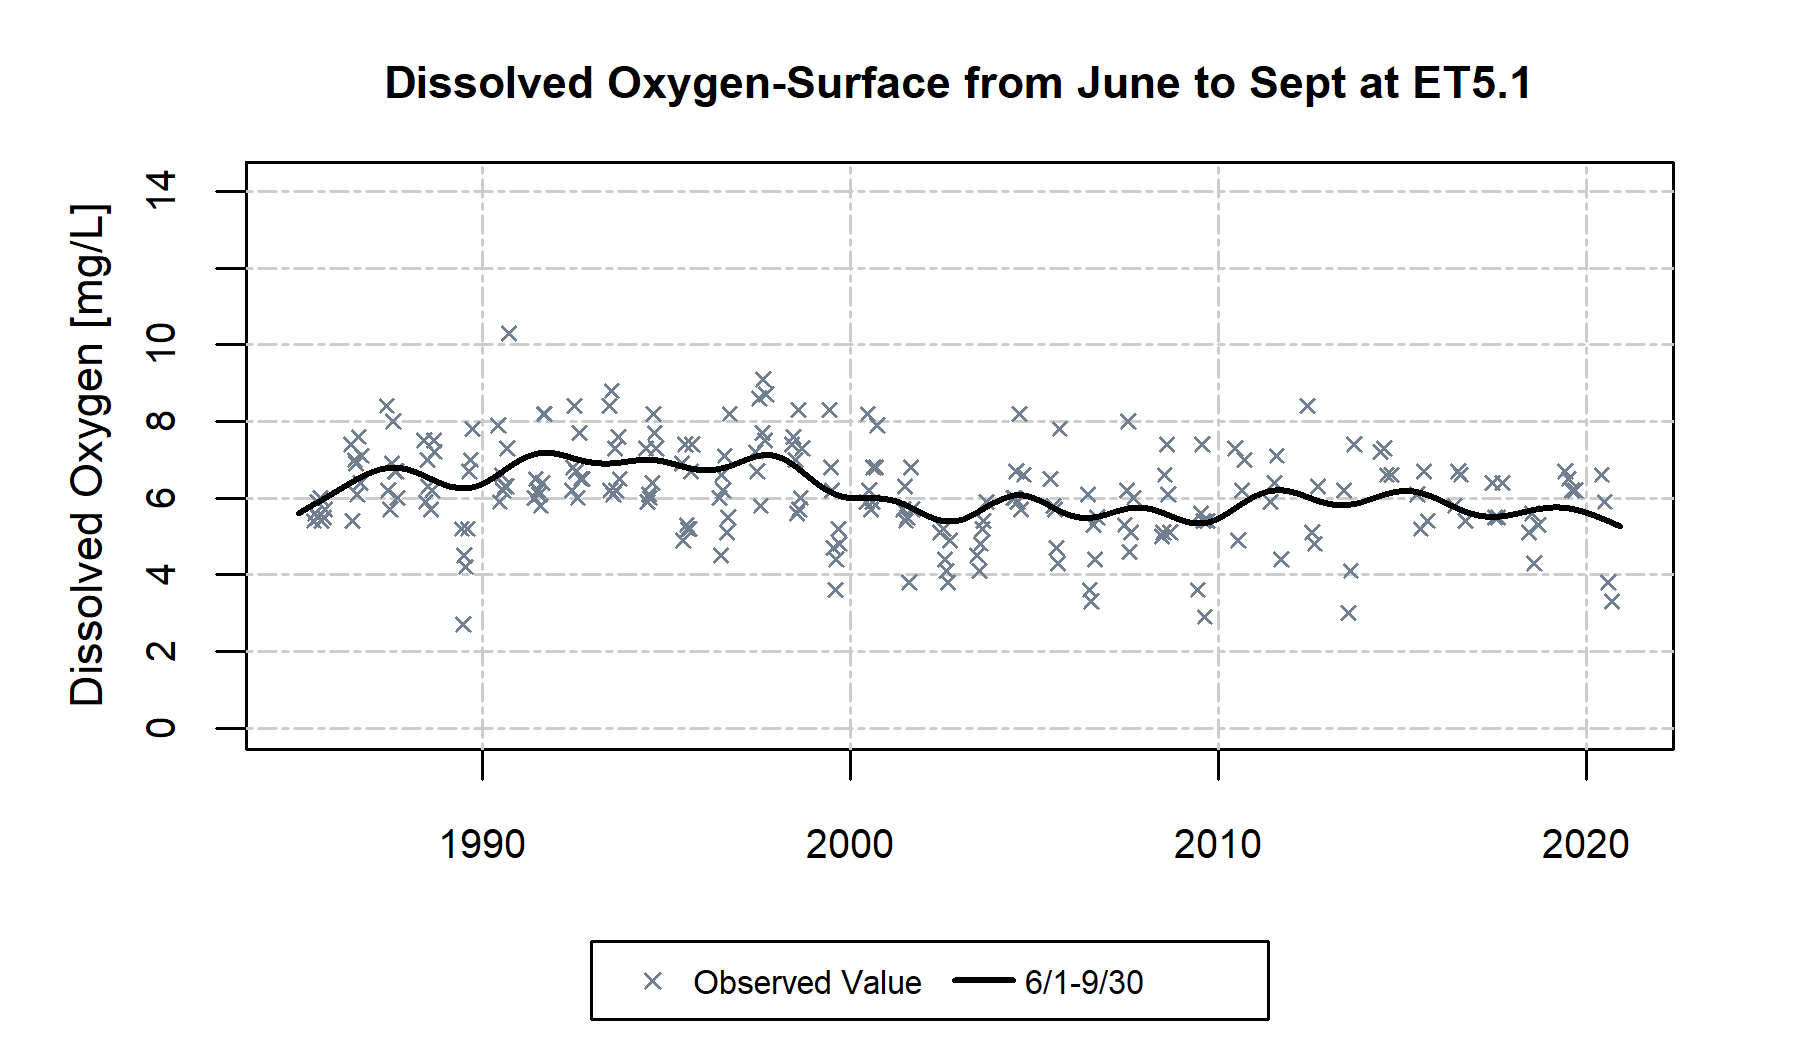 Dissolved Oxygen-Surface from June to Sept at ET5.1
Dissolved Oxygen [mg/L]
14
10
8
6
4
2
0
1990 2000 2010 2020
Observed Value 6/1-9/30